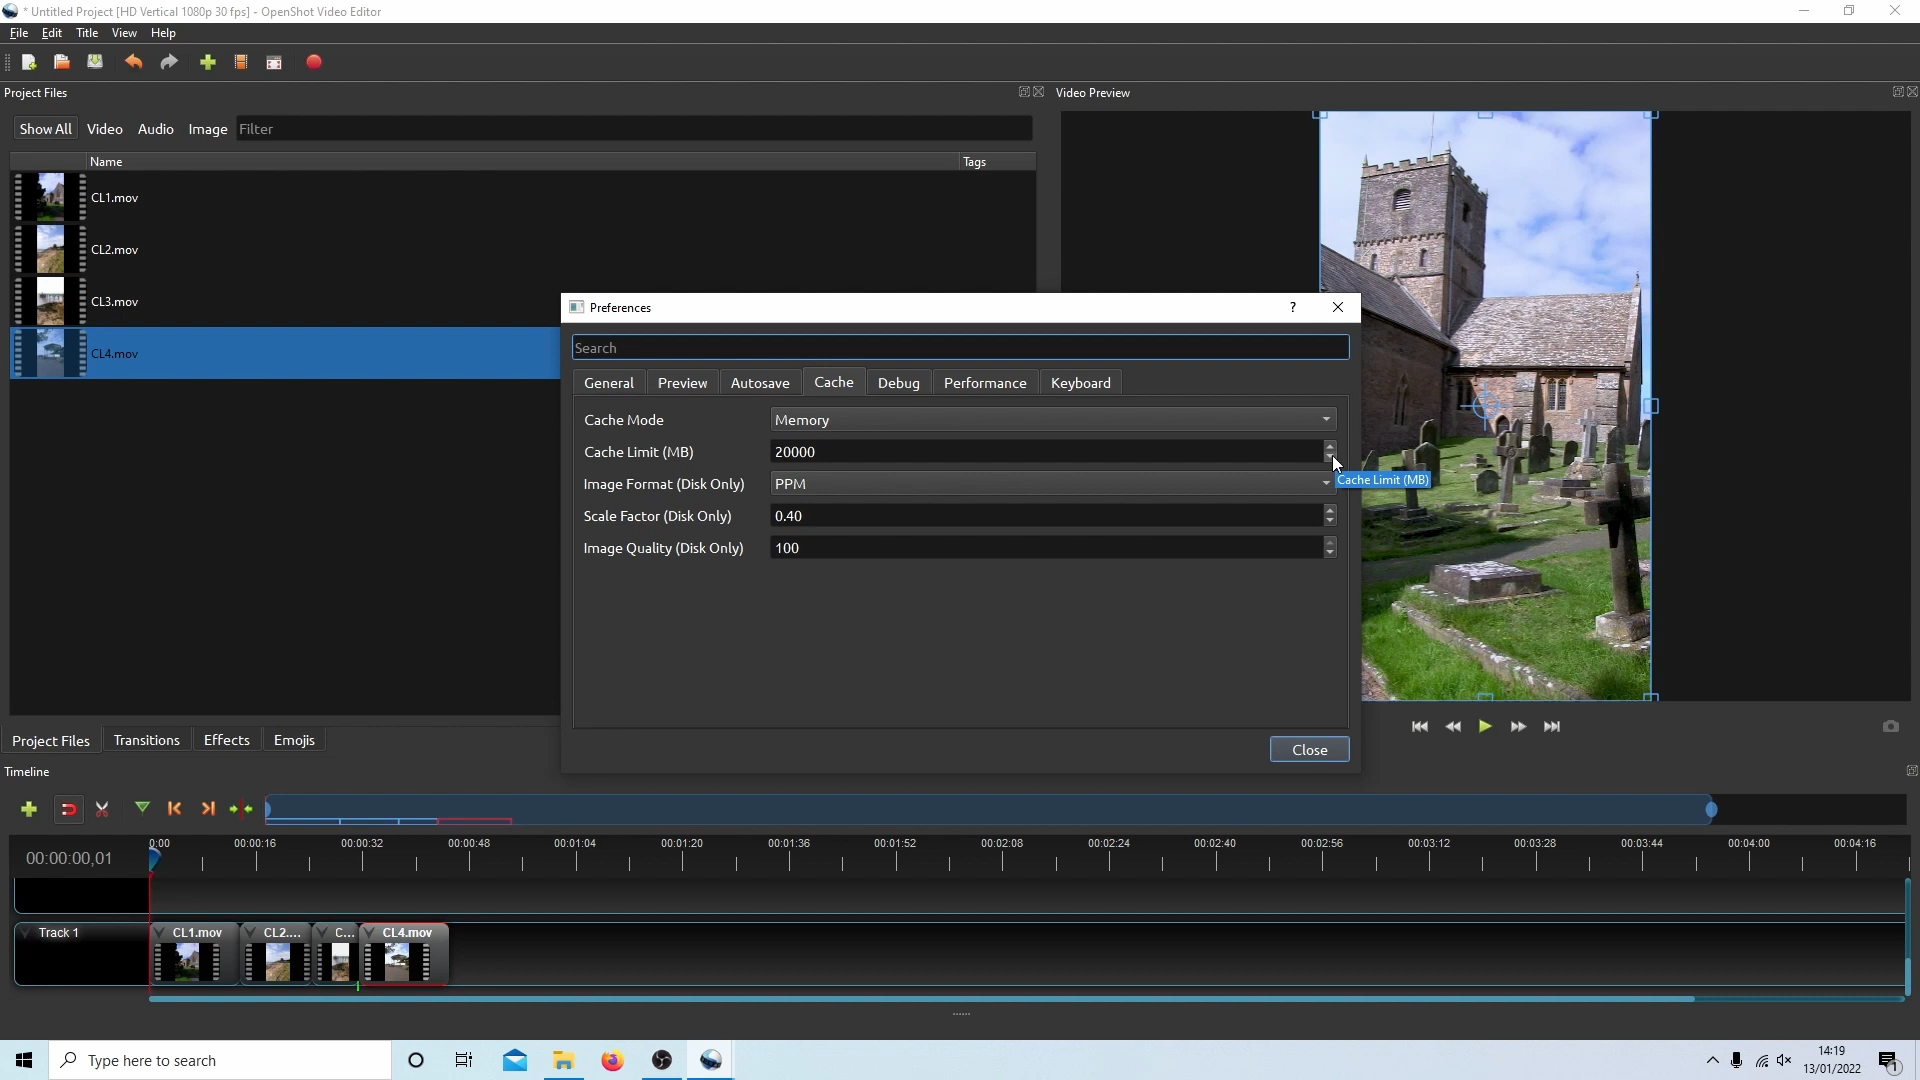 * Untitled Project [HD Vertical 1080p 30 fps] - OpenShot Video Editor
File Edit Title View Help
Project Files
Video Preview
Show All Video Audio Image Filter
Name Tags
CL1.mov
CL2.mov
CL3.mov
CL4.mov
Preferences
?
Search
General Preview Autosave Cache Debug Performance Keyboard
Cache Mode Memory
Cache Limit (MB) 20000
Cache Limit (MB)
Image Format (Disk Only) PPM
Scale Factor (Disk Only) 0.40
Image Quality (Disk Only) 100
Close
Project Files Transitions Effects Emojis
Timeline
00:00:00,01
0:00 00:00:16 00:00:32 00:00:48 00:01:04 00:01:20 00:01:36 00:01:52 00:02:08 00:02:24 00:02:40 00:02:56 00:03:12 00:03:28 00:03:44 00:04:00 00:04:16
Track 1
CL1.mov CL2.... C... CL4.mov
Type here to search
14:19
13/01/2022
1